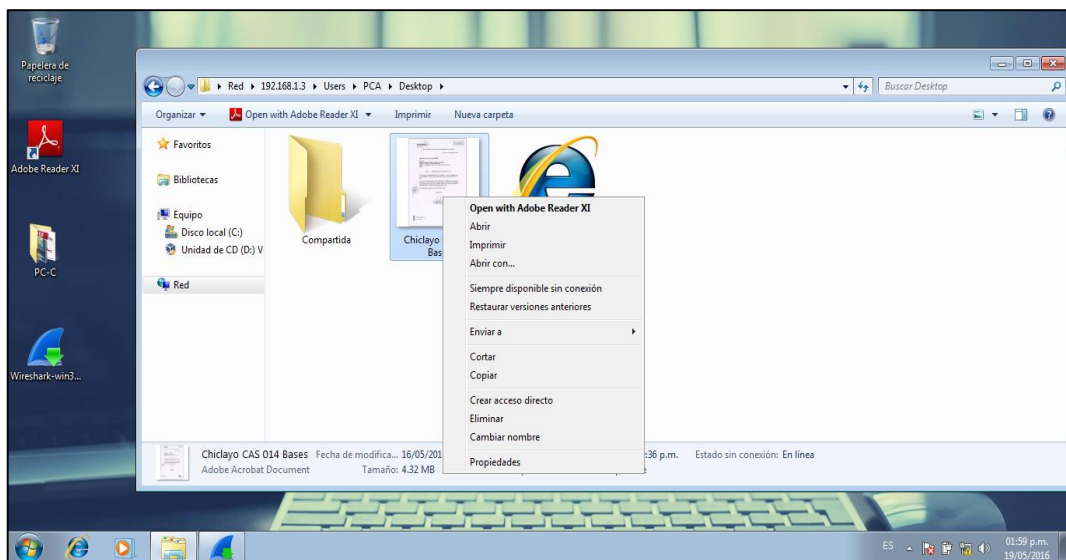 Papelera de
reciclaje
Adobe Reader XI
PC-C
Wireshark-win3...
Red ▸ 192.168.1.3 ▸ Users ▸ PCA ▸ Desktop ▸
Buscar Desktop
Organizar
Open with Adobe Reader XI
Imprimir
Nueva carpeta
Favoritos
Bibliotecas
Equipo
Disco local (C:)
Unidad de CD (D:) V
Red
Compartida
Chiclayo
Bas
Open with Adobe Reader XI
Abrir
Imprimir
Abrir con...
Siempre disponible sin conexión
Restaurar versiones anteriores
Enviar a
Cortar
Copiar
Crear acceso directo
Eliminar
Cambiar nombre
Propiedades
Chiclayo CAS 014 Bases Fecha de modifica... 16/05/201
:36 p.m. Estado sin conexión: En línea
Adobe Acrobat Document Tamaño: 4.32 MB
ES
01:59 p.m.
19/05/2016